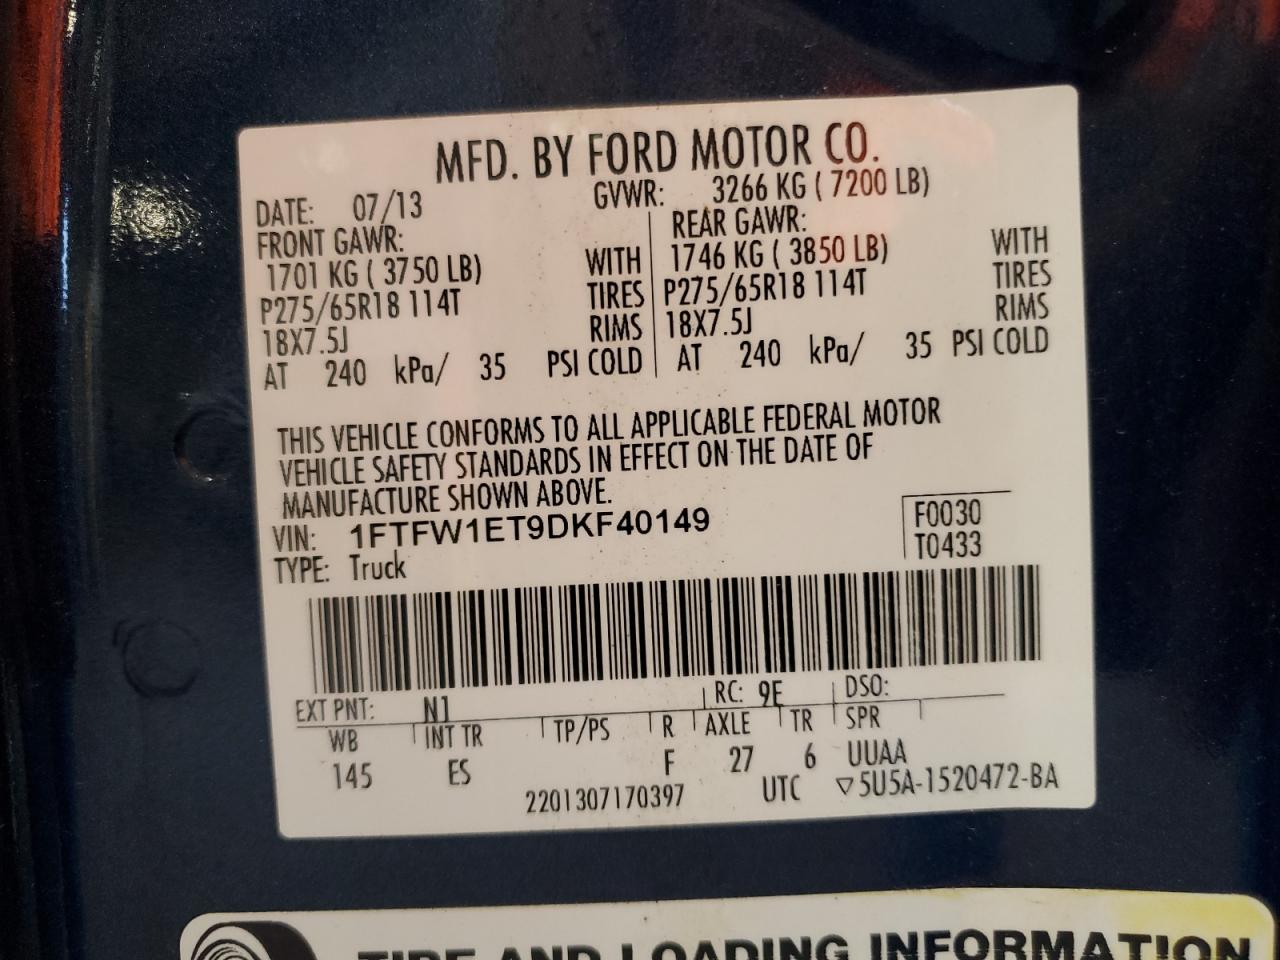 MFD. BY FORD MOTOR CO.
DATE: 07/13 GVWR: 3266 KG ( 7200 LB)
FRONT GAWR: REAR GAWR:
1701 KG ( 3750 LB) WITH 1746 KG ( 3850 LB) WITH
P275/65R18 114T TIRES P275/65R18 114T TIRES
18X7.5J RIMS 18X7.5J RIMS
AT 240 kPa/ 35 PSI COLD AT 240 kPa/ 35 PSI COLD
THIS VEHICLE CONFORMS TO ALL APPLICABLE FEDERAL MOTOR
VEHICLE SAFETY STANDARDS IN EFFECT ON THE DATE OF
MANUFACTURE SHOWN ABOVE.
VIN: 1FTFW1ET9DKF40149 F0030
TYPE: Truck T0433
EXT PNT: N1 RC: 9E DSO:
WB INT TR TP/PS R AXLE TR SPR
145 ES F 27 6 UUAA
2201307170397 UTC ▽5U5A-1520472-BA
TIRE AND LOADING INFORMATION